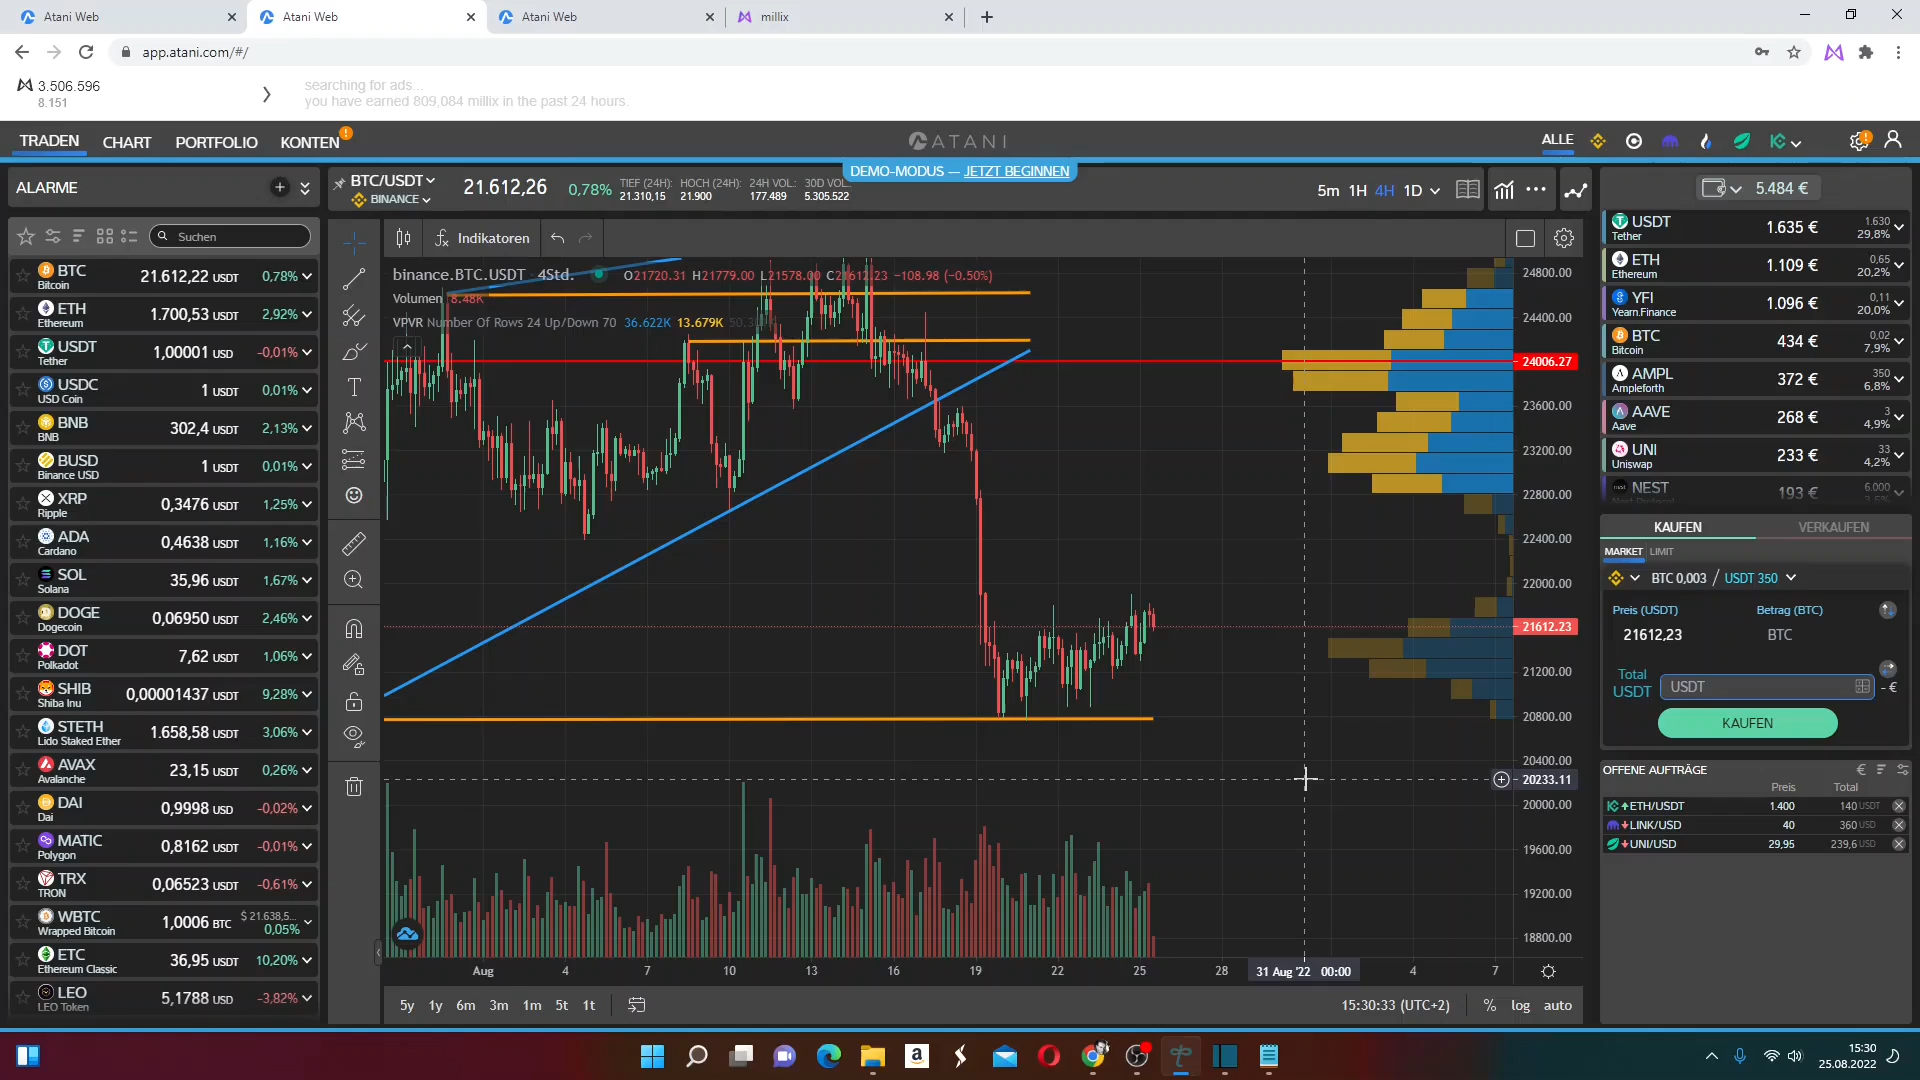 Atani Web
Atani Web
Atani Web
millix
app.atani.com/#/
3.506.596
8.151
searching for ads...
you have earned 809,084 millix in the past 24 hours.
TRADEN
CHART
PORTFOLIO
KONTEN
ATANI
ALLE
DEMO-MODUS — JETZT BEGINNEN
ALARME
Suchen
BTC 21.612,22 USDT 0,78%
Bitcoin
ETH 1.700,53 USDT 2,92%
Ethereum
USDT 1,00001 USD -0,01%
Tether
USDC 1 USDT 0,01%
USD Coin
BNB 302,4 USDT 2,13%
BNB
BUSD 1 USDT 0,01%
Binance USD
XRP 0,3476 USDT 1,25%
Ripple
ADA 0,4638 USDT 1,16%
Cardano
SOL 35,96 USDT 1,67%
Solana
DOGE 0,06950 USDT 2,46%
Dogecoin
DOT 7,62 USDT 1,06%
Polkadot
SHIB 0,00001437 USDT 9,28%
Shiba Inu
STETH 1.658,58 USDT 3,06%
Lido Staked Ether
AVAX 23,15 USDT 0,26%
Avalanche
DAI 0,9998 USD -0,02%
Dai
MATIC 0,8162 USDT -0,01%
Polygon
TRX 0,06523 USDT -0,61%
TRON
WBTC 1,0006 BTC $ 21.638,5...
Wrapped Bitcoin 0,05%
ETC 36,95 USDT 10,20%
Ethereum Classic
LEO 5,1788 USD -3,82%
LEO Token
BTC/USDT
BINANCE
21.612,26
0,78%
TIEF (24H): HOCH (24H): 24H VOL.: 30D VOL.
21.310,15 21.900 177.489 5.305.522
5m 1H 4H 1D
Indikatoren
binance.BTC.USDT · 4Std. O21720.31 H21779.00 L21578.00 C21612.23 -108.98 (-0.50%)
Volumen 8.48K
VPVR Number Of Rows 24 Up/Down 70 36.622K 13.679K
24800.00
24400.00
24006.27
23600.00
23200.00
22800.00
22400.00
22000.00
21612.23
21200.00
20800.00
20400.00
20233.11
20000.00
19600.00
19200.00
18800.00
Aug 4 7 10 13 16 19 22 25 28 31 Aug '22 00:00 4 7
5y 1y 6m 3m 1m 5t 1t
15:30:33 (UTC+2) % log auto
5.484 €
USDT 1.635 € 1.630
Tether 29,8%
ETH 1.109 € 0,65
Ethereum 20,2%
YFI 1.096 € 0,11
Yearn.Finance 20,0%
BTC 434 € 0,02
Bitcoin 7,9%
AMPL 372 € 350
Ampleforth 6,8%
AAVE 268 € 3
Aave 4,9%
UNI 233 € 33
Uniswap 4,2%
NEST 193 € 6.000
KAUFEN VERKAUFEN
MARKET LIMIT
BTC 0,003 / USDT 350
Preis (USDT) Betrag (BTC)
21612,23 BTC
Total
USDT
USDT
- €
KAUFEN
OFFENE AUFTRÄGE €
Preis Total
ETH/USDT 1.400 140 USDT
LINK/USD 40 360 USD
UNI/USD 29,95 239,6 USD
15:30
25.08.2022